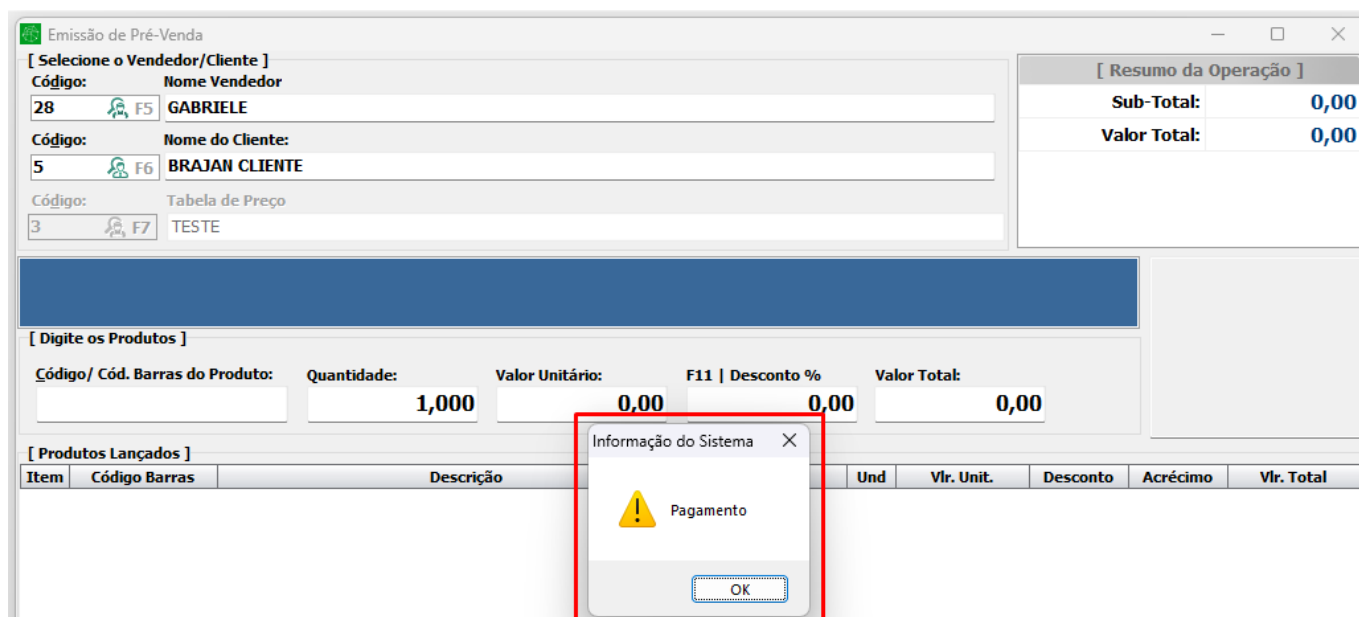 Emissão de Pré-Venda
[ Selecione o Vendedor/Cliente ]
Código: Nome Vendedor
28 F5 GABRIELE
Código: Nome do Cliente:
5 F6 BRAJAN CLIENTE
Código: Tabela de Preço
3 F7 TESTE
[ Resumo da Operação ]
Sub-Total: 0,00
Valor Total: 0,00
[ Digite os Produtos ]
Código/ Cód. Barras do Produto: Quantidade: Valor Unitário: F11 | Desconto % Valor Total:
1,000 0,00 0,00 0,00
[ Produtos Lançados ]
Item Código Barras Descrição Und Vlr. Unit. Desconto Acrécimo Vlr. Total
Informação do Sistema
Pagamento
OK